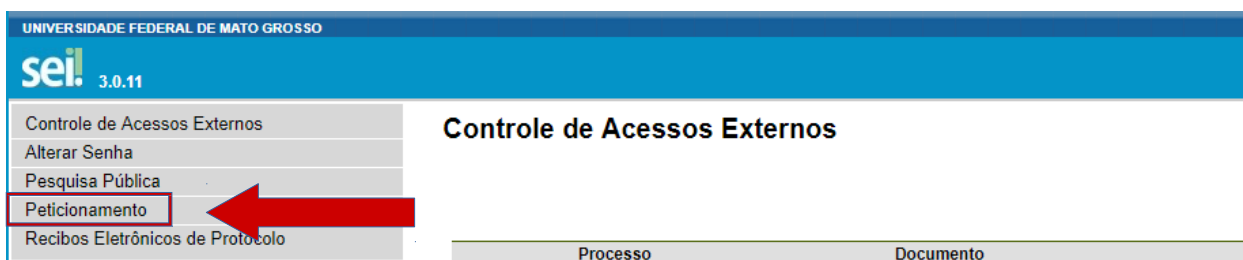 UNIVERSIDADE FEDERAL DE MATO GROSSO
sei! 3.0.11
Controle de Acessos Externos
Alterar Senha
Pesquisa Pública
Peticionamento
Recibos Eletrônicos de Protocolo
Controle de Acessos Externos
Processo Documento